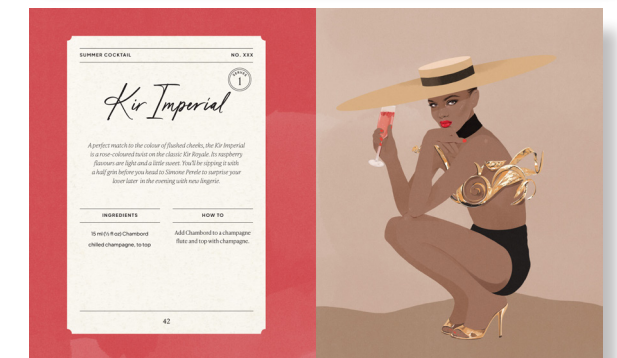 SUMMER COCKTAIL
NO. XXX
SERVES
1
Kir Imperial
A perfect match to the colour of flushed cheeks, the Kir Imperial
is a rose-coloured twist on the classic Kir Royale. Its raspberry
flavours are light and a little sweet. You'll be sipping it with
a half grin before you head to Simone Perele to surprise your
lover later in the evening with new lingerie.
INGREDIENTS
15 ml (½ fl oz) Chambord
chilled champagne, to top
HOW TO
Add Chambord to a champagne
flute and top with champagne.
42